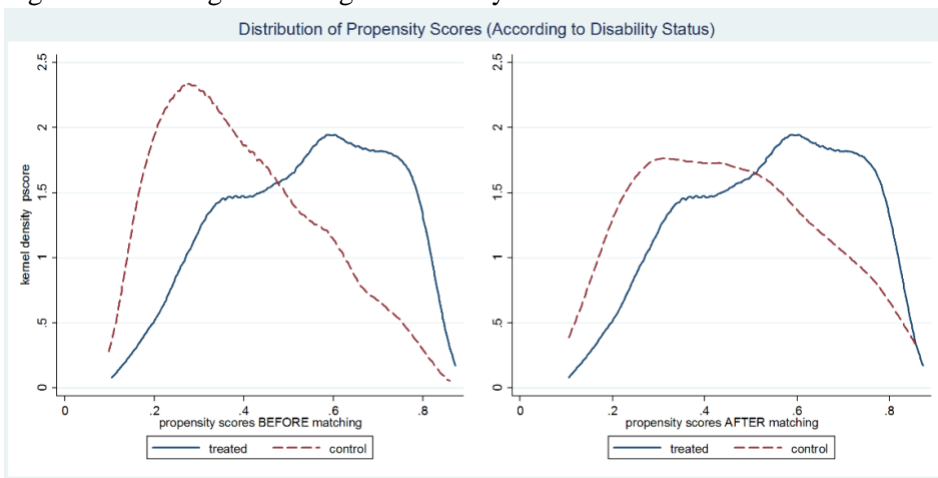 Distribution of Propensity Scores (According to Disability Status)
kernel density pscore
2.5
2
1.5
1
.5
0
0 .2 .4 .6 .8
propensity scores BEFORE matching
treated control
2.5
2
1.5
1
.5
0
0 .2 .4 .6 .8
propensity scores AFTER matching
treated control